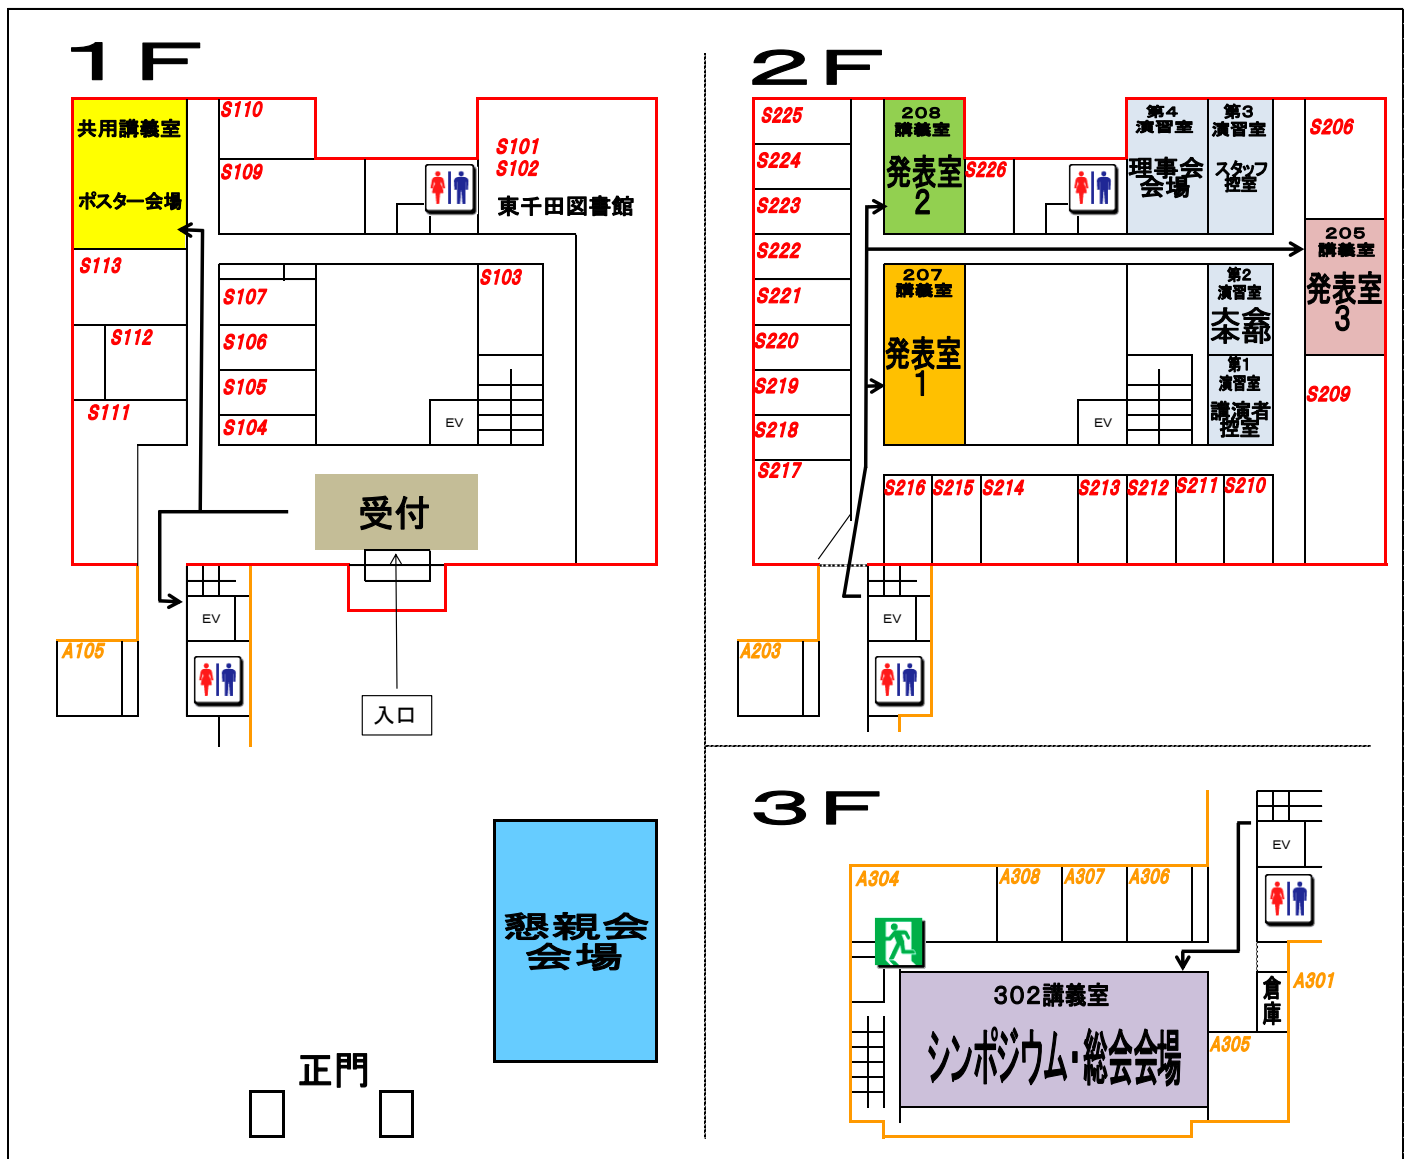 1F
共用講義室
ポスター会場
S110
S109
S101
S102
東千田図書館
S113
S112
S111
S107
S106
S105
S104
S103
EV
受付
EV
A105
入口
懇親会
会場
正門
2F
S225
S224
S223
S222
S221
S220
S219
S218
S217
208
講義室
発表室
2
S226
第4
演習室
理事会
会場
第3
演習室
スタッフ
控室
S206
205
講義室
発表室
3
207
講義室
発表室
1
第2
演習室
大会
本部
第1
演習室
講演者
控室
EV
S209
S216
S215
S214
S213
S212
S211
S210
EV
A203
3F
EV
A304
A308
A307
A306
302講義室
シンポジウム・総会会場
倉
庫
A301
A305